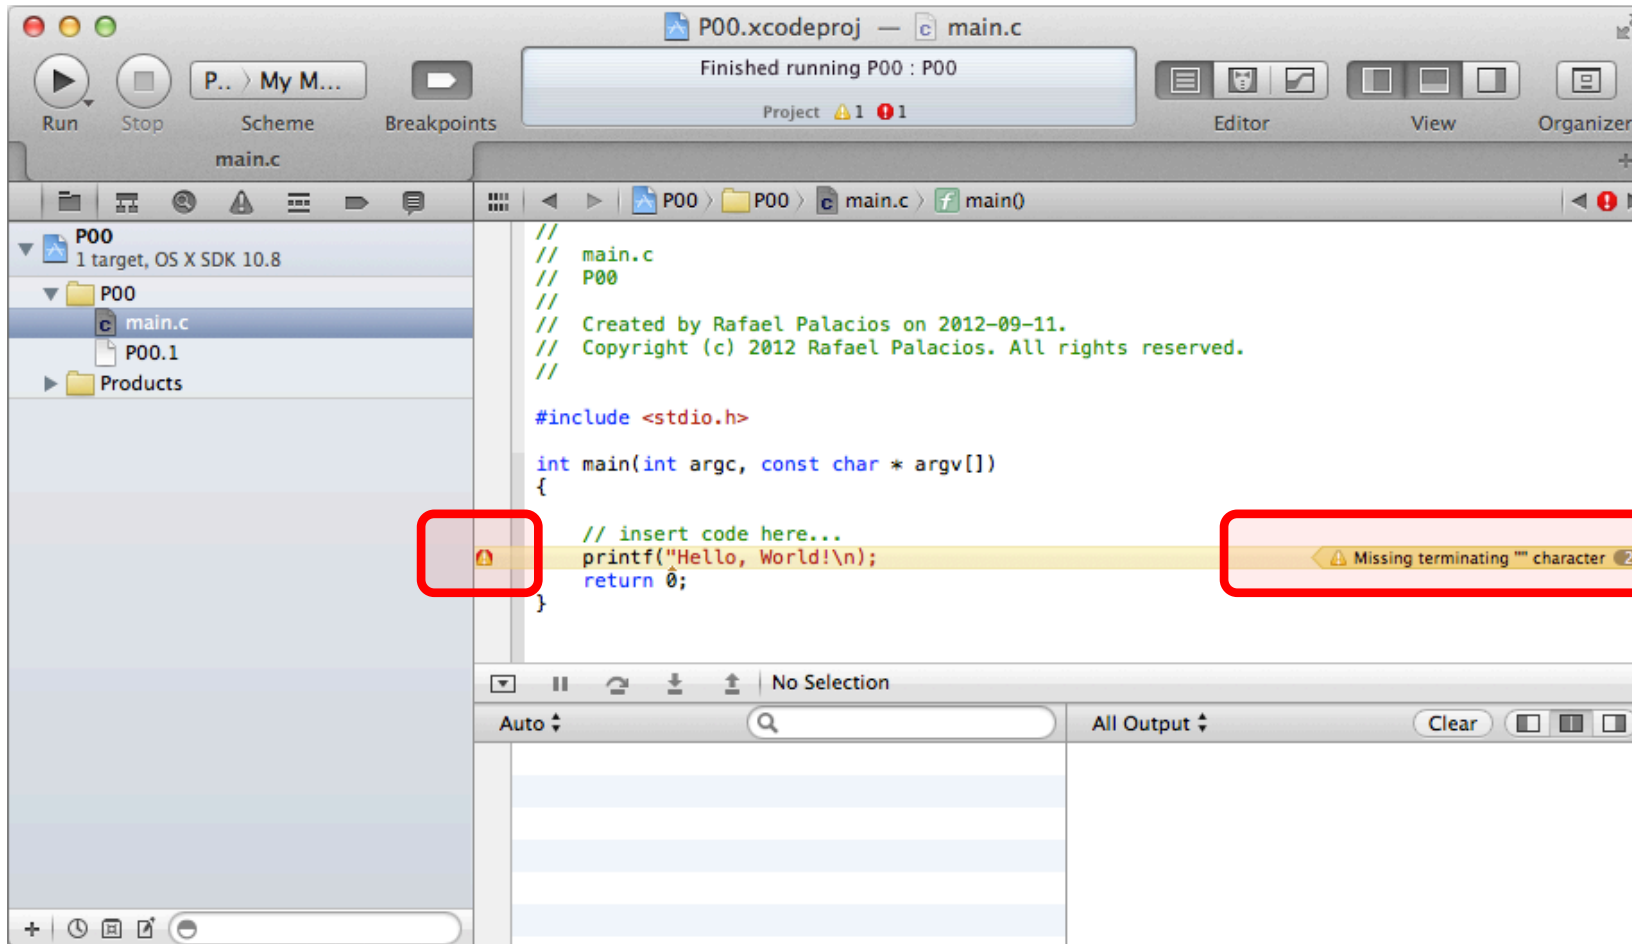 P00.xcodeproj — main.c
Finished running P00 : P00
P.. 〉 My M...
Project 1 1
Run Stop Scheme Breakpoints Editor View Organizer
main.c
P00 〉 P00 〉 main.c 〉 main()
P00
1 target, OS X SDK 10.8
P00
main.c
P00.1
Products
//
// main.c
// P00
//
// Created by Rafael Palacios on 2012-09-11.
// Copyright (c) 2012 Rafael Palacios. All rights reserved.
//
#include <stdio.h>
int main(int argc, const char * argv[])
{
// insert code here...
printf("Hello, World!\n); Missing terminating '"' character 2
return 0;
}
No Selection
Auto All Output Clear